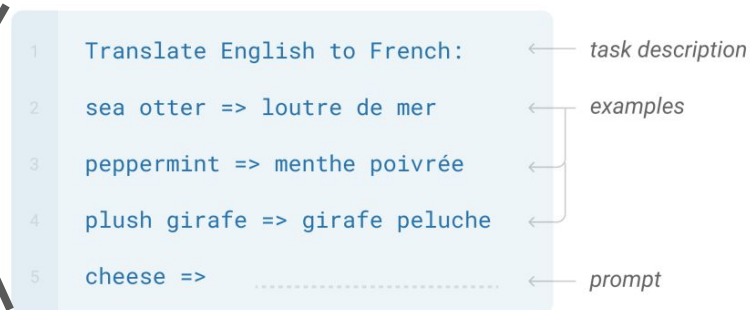 1 Translate English to French: task description
2 sea otter => loutre de mer examples
3 peppermint => menthe poivrée
4 plush girafe => girafe peluche
5 cheese => prompt